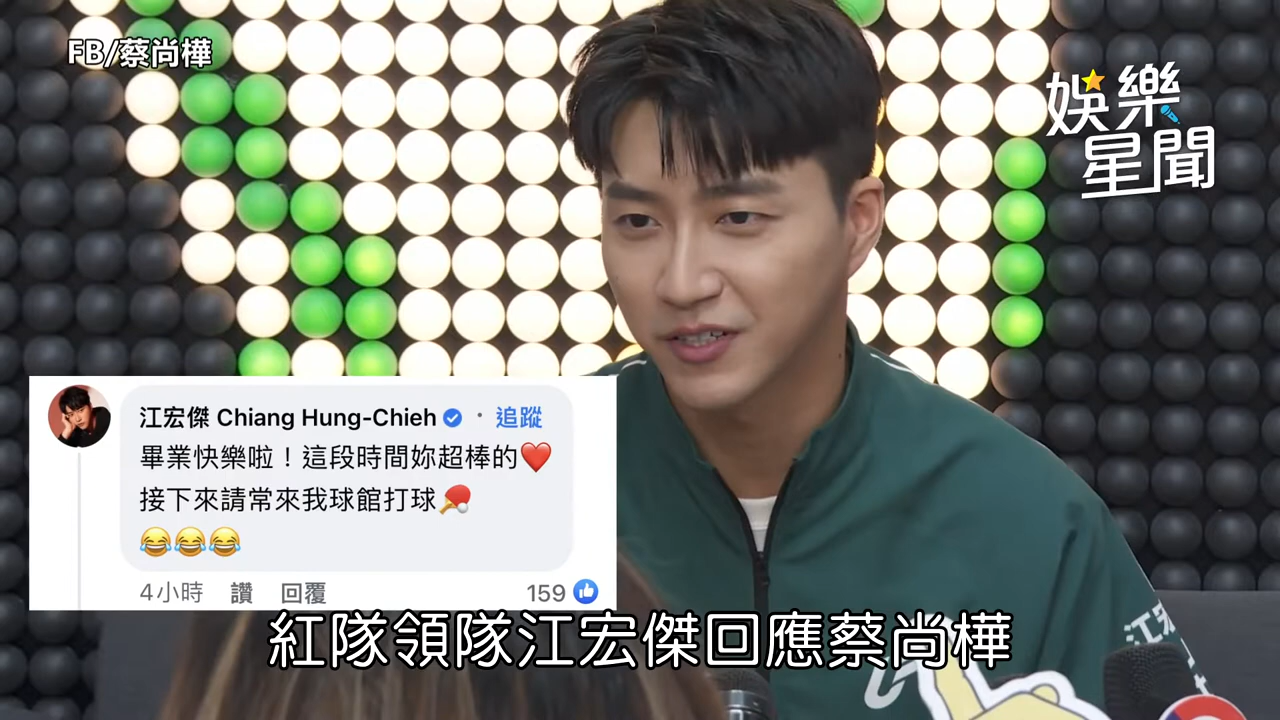 FB/蔡尚樺
娛樂
星聞
江宏傑 Chiang Hung-Chieh · 追蹤
畢業快樂啦！這段時間妳超棒的❤️
接下來請常來我球館打球🏓
😂😂😂
4小時 讚 回覆 159
紅隊領隊江宏傑回應蔡尚樺
江宏